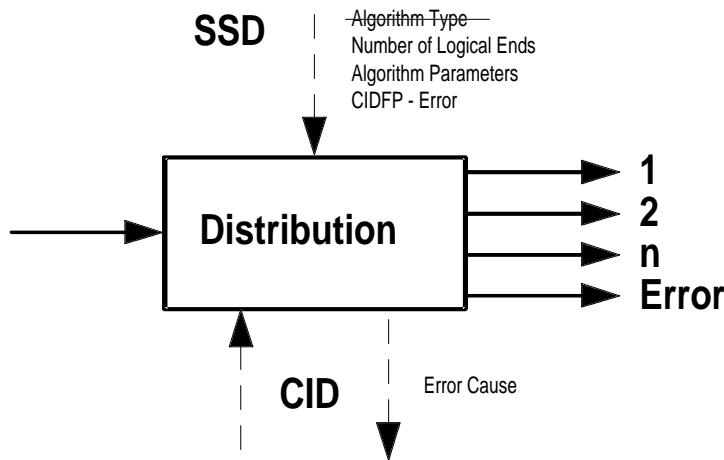 SSD
Algorithm Type
Number of Logical Ends
Algorithm Parameters
CIDFP - Error
Distribution
1
2
n
Error
CID
Error Cause